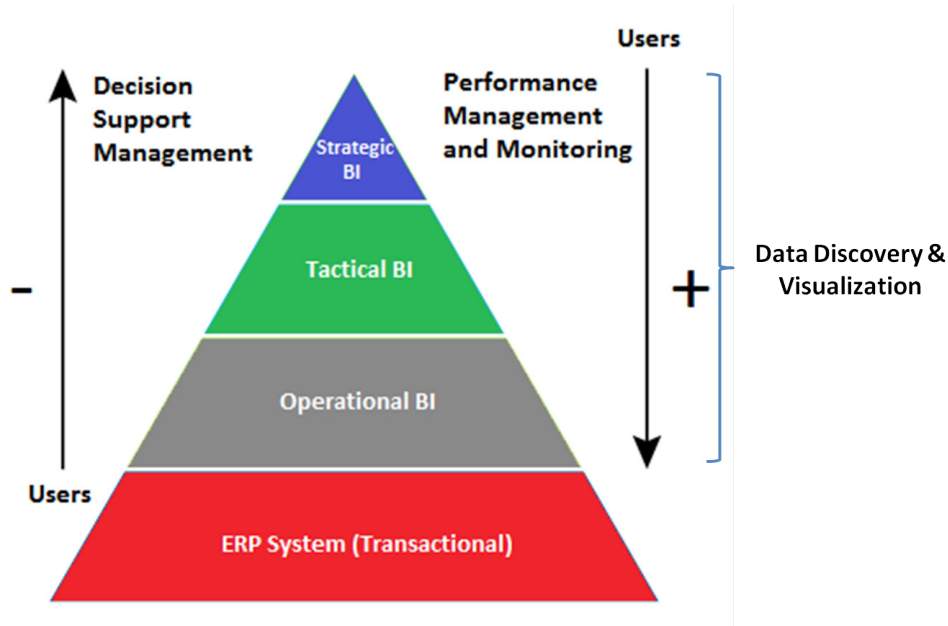 Users
Decision
Support
Management
Performance
Management
and Monitoring
Strategic
BI
Data Discovery &
Visualization
Tactical BI
-
+
Operational BI
Users
ERP System (Transactional)